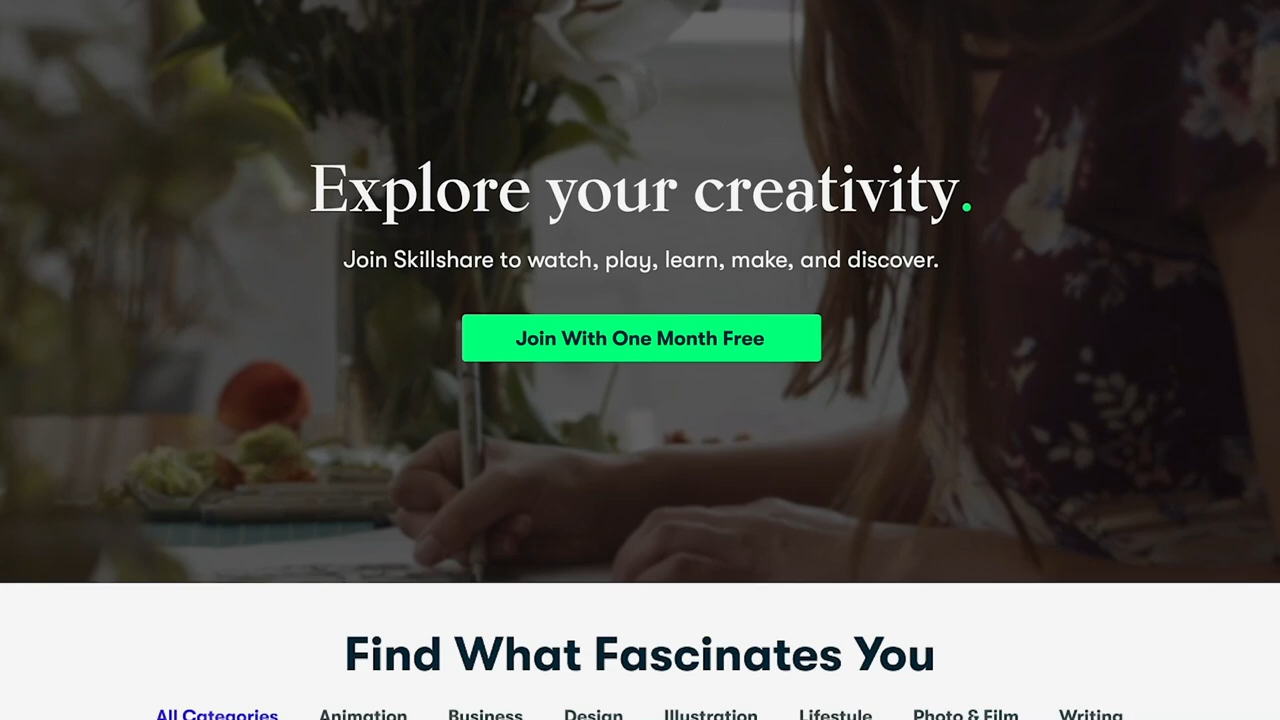 Explore your creativity.
Join Skillshare to watch, play, learn, make, and discover.
Join With One Month Free
Find What Fascinates You
All Categories Animation Business Design Illustration Lifestyle Photo & Film Writing